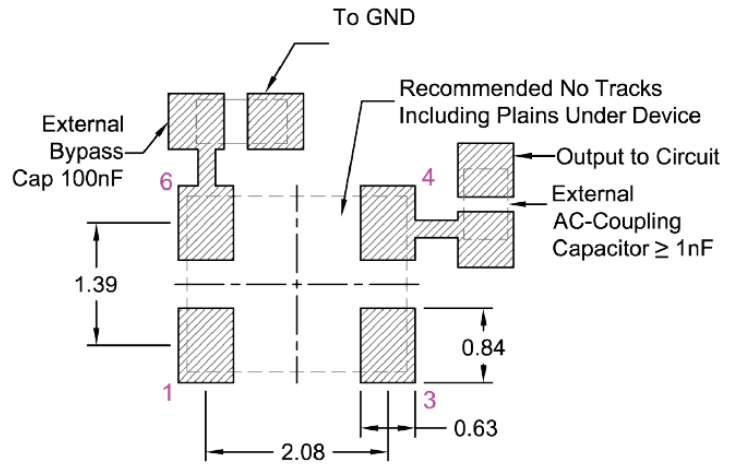 To GND
Recommended No Tracks
Including Plains Under Device
External
Bypass
Cap 100nF
6
4
Output to Circuit
External
AC-Coupling
Capacitor ≥ 1nF
1.39
0.84
1
3
0.63
2.08